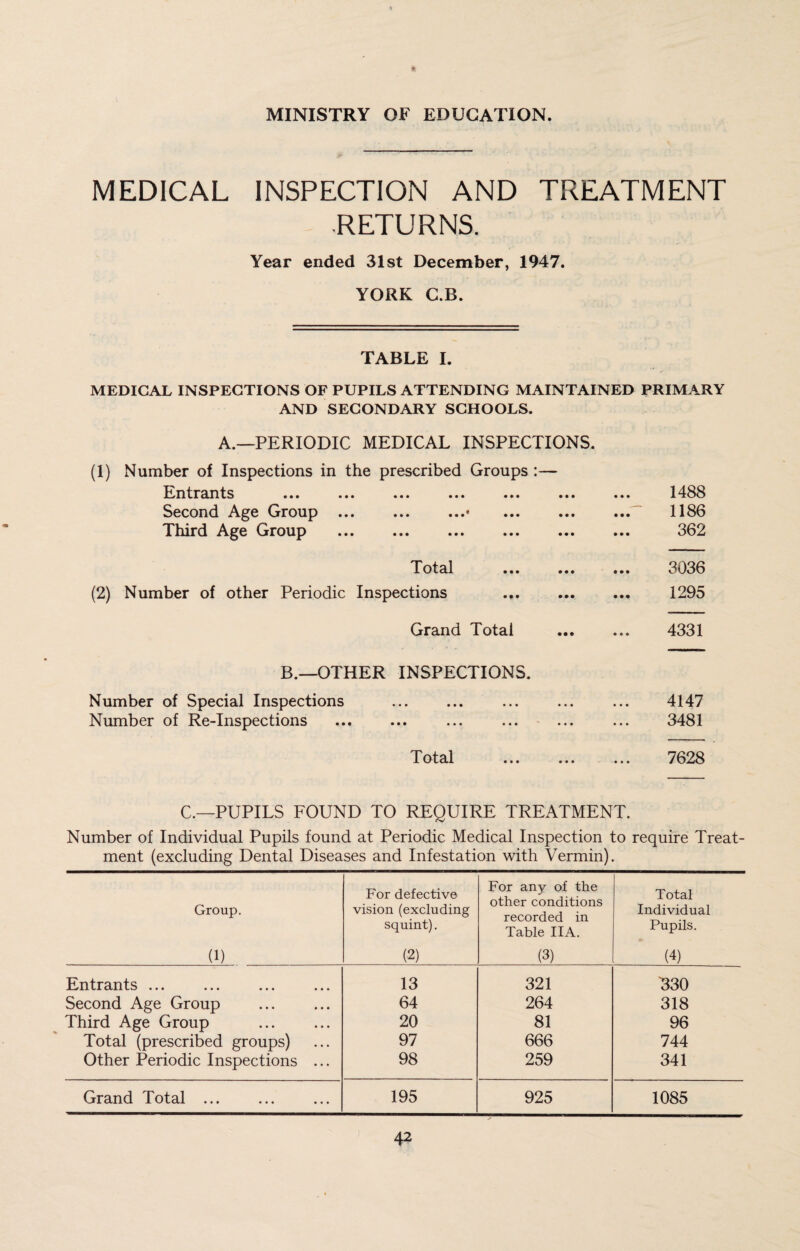 MINISTRY OF EDUCATION.
MEDICAL INSPECTION AND TREATMENT
RETURNS.
Year ended 31st December, 1947.
YORK C.B.
TABLE I.
MEDICAL INSPECTIONS OF PUPILS ATTENDING MAINTAINED PRIMARY
AND SECONDARY SCHOOLS.
A.—PERIODIC MEDICAL INSPECTIONS.
(1) Number of Inspections in the prescribed Groups :—
Entrants ... ... ... ... ... ... ... 1488
Second Age Group ... ... ... ... ... ... 1186
Third Age Group ... ... ... ... ... ... 362
Total ... ... ... 3036
(2) Number of other Periodic Inspections ... ... ... 1295
Grand Total ... ... 4331
B.—OTHER INSPECTIONS.
Number of Special Inspections ... ... ... ... ... 4147
Number of Re-Inspections ... ... ... ... ... ... 3481
Total ... ... ... 7628
C.—PUPILS FOUND TO REQUIRE TREATMENT.
Number of Individual Pupils found at Periodic Medical Inspection to require Treat-
ment (excluding Dental Diseases and Infestation with Vermin).
Group. (1) | For defective vision (excluding squint). (2) | For any of the other conditions recorded in Table IIA. (3) | Total Individual Pupils. (4)
Entrants ... ... ... ... 13 321 330
Second Age Group ... ... 64 264 318
Third Age Group ... ... 20 81 96
Total (prescribed groups) ... 97 666 744
Other Periodic Inspections ... 98 259 341
Grand Total ... ... ... 195 925 1085
42